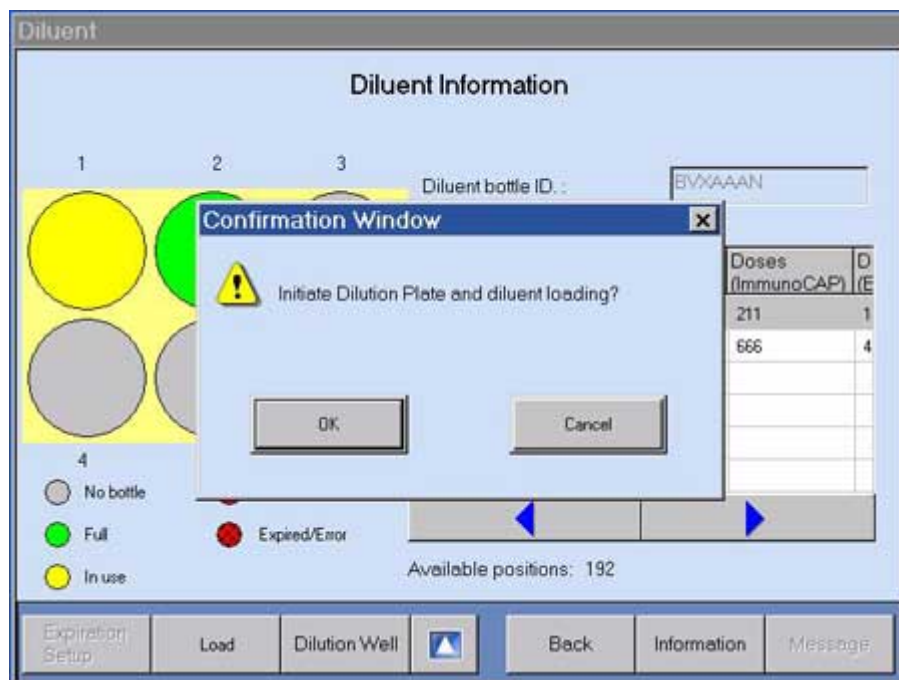 Diluent
Diluent Information
1 2 3
Diluent bottle ID. : BVXAAAN
Confirmation Window
Initiate Dilution Plate and diluent loading?
OK Cancel
Doses D
(ImmunoCAP) (E
211 1
666 4
4
No bottle
Full Expired/Error
In use
Available positions: 192
Expiration
Setup
Load Dilution Well Back Information Message